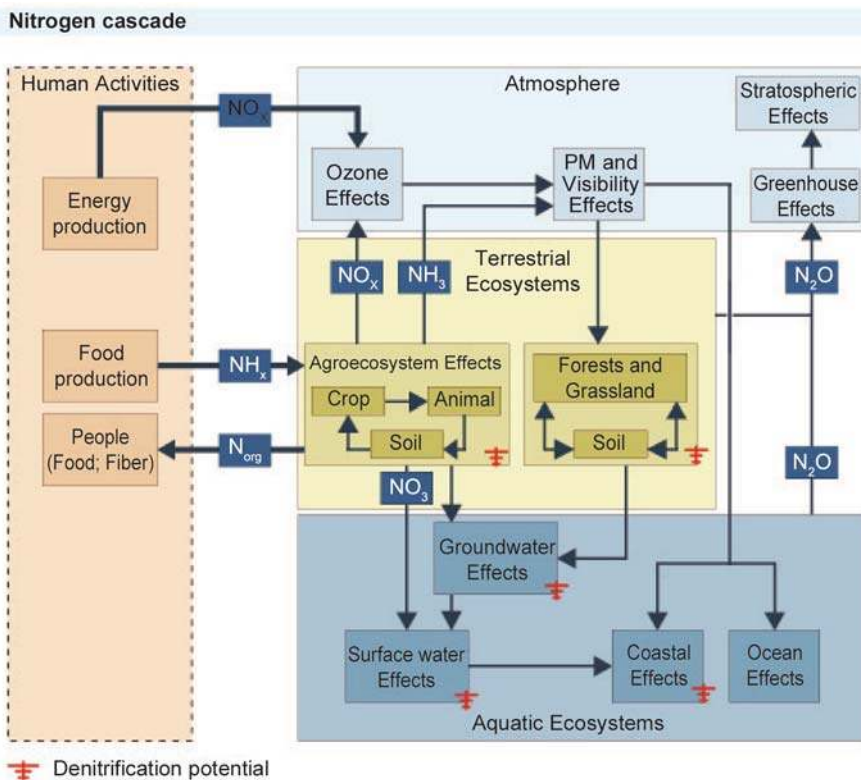 Nitrogen cascade
Human Activities
Atmosphere
NOₓ
Stratospheric
Effects
Ozone
Effects
PM and
Visibility
Effects
Greenhouse
Effects
Energy
production
Terrestrial
Ecosystems
NOₓ
NH₃
N₂O
Food
production
NHₓ
Agroecosystem Effects
Crop
Animal
Soil
Forests and
Grassland
Soil
People
(Food; Fiber)
N_org
NO₃
N₂O
Groundwater
Effects
Surface water
Effects
Coastal
Effects
Ocean
Effects
Aquatic Ecosystems
Denitrification potential